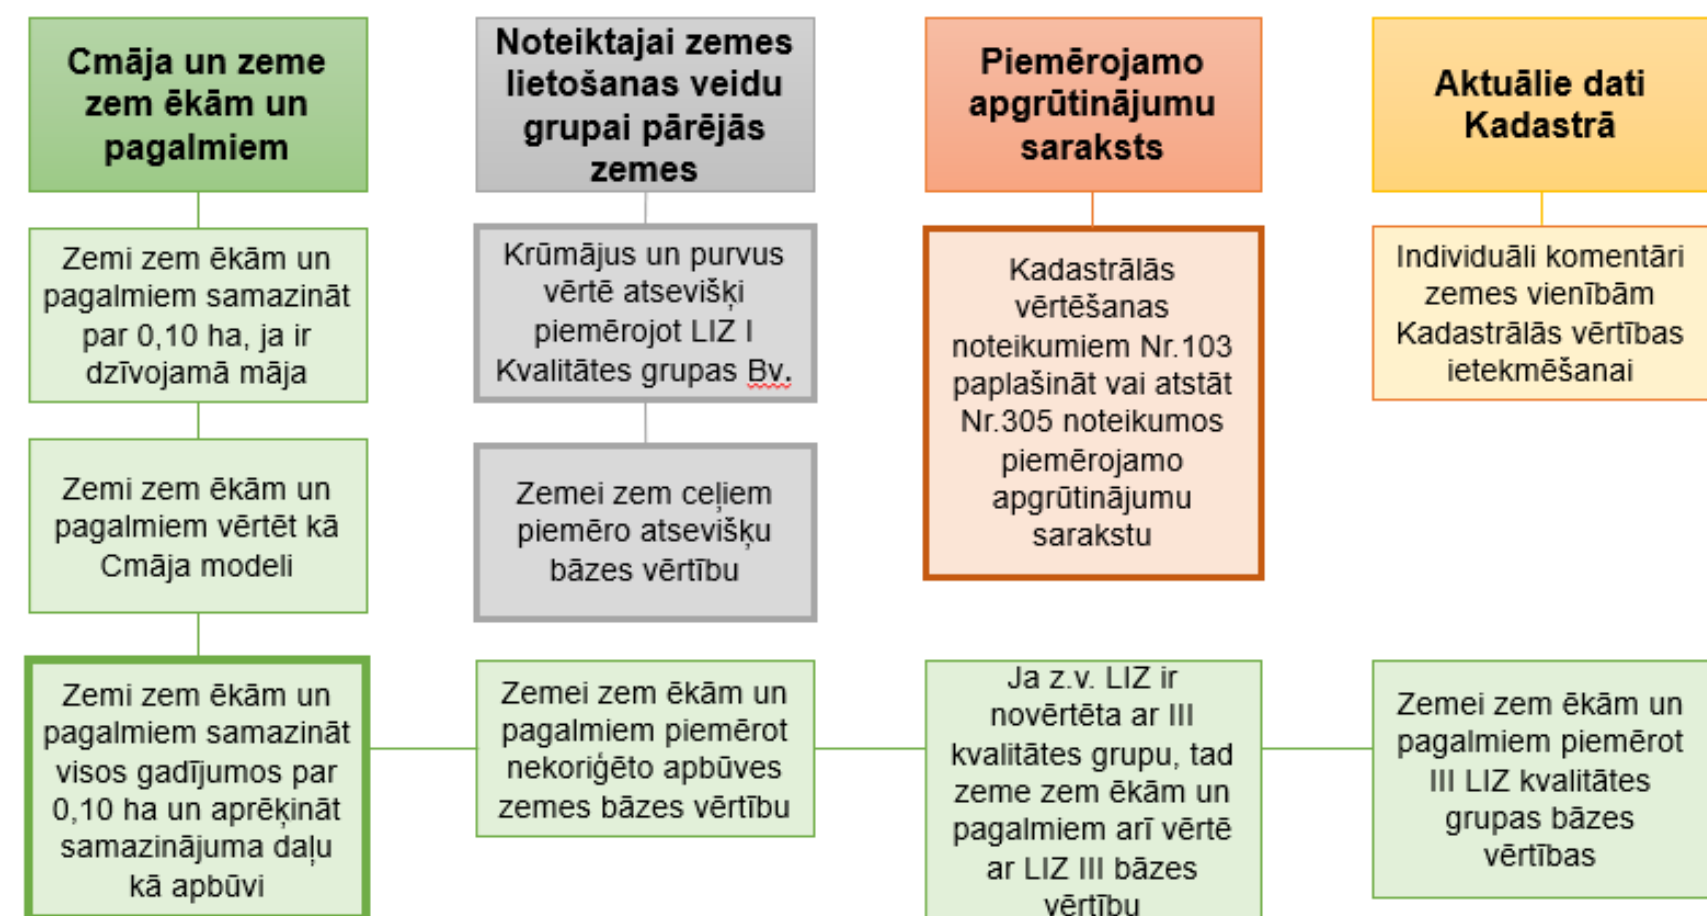 Cmāja un zeme
zem ēkām un
pagalmiem
Zemi zem ēkām un
pagalmiem samazināt
par 0,10 ha, ja ir
dzīvojamā māja
Zemi zem ēkām un
pagalmiem vērtēt kā
Cmāja modeli
Zemi zem ēkām un
pagalmiem samazināt
visos gadījumos par
0,10 ha un aprēķināt
samazinājuma daļu
kā apbūvi
Noteiktajai zemes
lietošanas veidu
grupai pārējās
zemes
Krūmājus un purvus
vērtē atsevišķi
piemērojot LIZ I
Kvalitātes grupas Bv.
Zemei zem ceļiem
piemēro atsevišķu
bāzes vērtību
Zemei zem ēkām un
pagalmiem piemērot
nekoriģēto apbūves
zemes bāzes vērtību
Piemērojamo
apgrūtinājumu
saraksts
Kadastrālās
vērtēšanas
noteikumiem Nr.103
paplašināt vai atstāt
Nr.305 noteikumos
piemērojamo
apgrūtinājumu
sarakstu
Ja z.v. LIZ ir
novērtēta ar III
kvalitātes grupu, tad
zeme zem ēkām un
pagalmiem arī vērtē
ar LIZ III bāzes
vērtību
Aktuālie dati
Kadastrā
Individuāli komentāri
zemes vienībām
Kadastrālās vērtības
ietekmēšanai
Zemei zem ēkām un
pagalmiem piemērot
III LIZ kvalitātes
grupas bāzes
vērtības